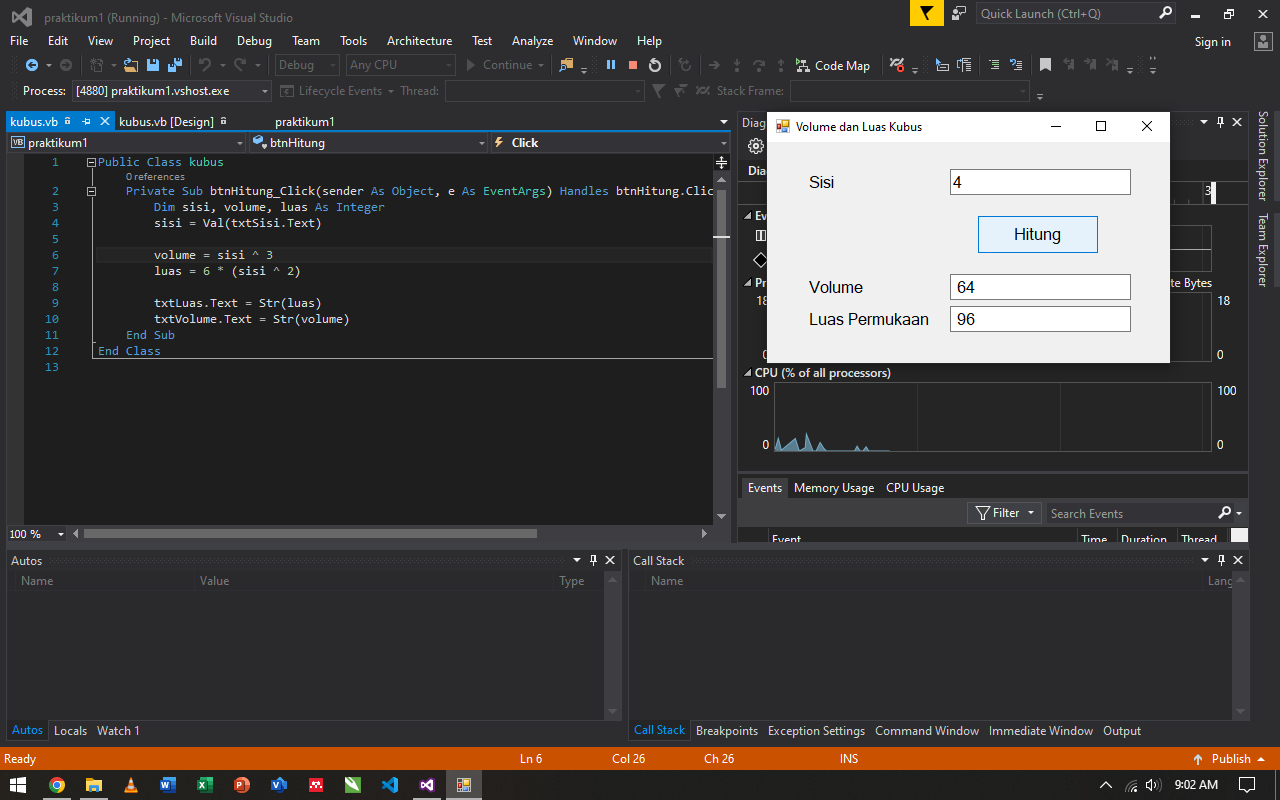 praktikum1 (Running) - Microsoft Visual Studio
Quick Launch (Ctrl+Q)
File Edit View Project Build Debug Team Tools Architecture Test Analyze Window Help
Sign in
Debug Any CPU Continue Code Map
Process: [4880] praktikum1.vshost.exe Lifecycle Events Thread: Stack Frame:
kubus.vb kubus.vb [Design] praktikum1
praktikum1 btnHitung Click
1 Public Class kubus
0 references
2 Private Sub btnHitung_Click(sender As Object, e As EventArgs) Handles btnHitung.Clic
3 Dim sisi, volume, luas As Integer
4 sisi = Val(txtSisi.Text)
5
6 volume = sisi ^ 3
7 luas = 6 * (sisi ^ 2)
8
9 txtLuas.Text = Str(luas)
10 txtVolume.Text = Str(volume)
11 End Sub
12 End Class
13
100 %
Diag
Volume dan Luas Kubus
Sisi 4
Hitung
Volume 64
Luas Permukaan 96
Dia
3
Ev
Pr te Bytes
18 18
0 0
CPU (% of all processors)
100 100
0 0
Events Memory Usage CPU Usage
Filter Search Events
Event Time Duration Thread
Solution Explorer
Team Explorer
Autos
Name Value Type
Autos Locals Watch 1
Call Stack
Name Lang
Call Stack Breakpoints Exception Settings Command Window Immediate Window Output
Ready Ln 6 Col 26 Ch 26 INS Publish
9:02 AM